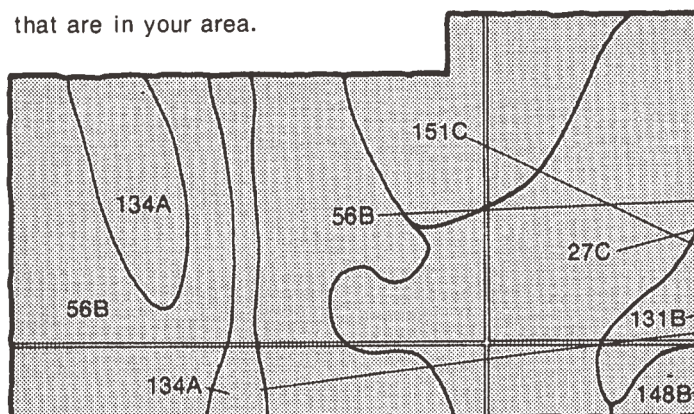 that are in your area.
151C
134A
56B
27C
56B
131B
134A
148B